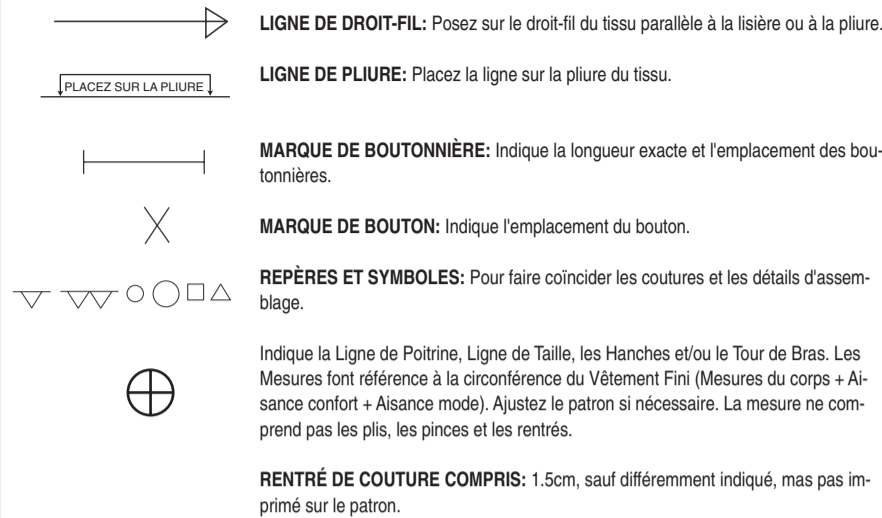 LIGNE DE DROIT-FIL: Posez sur le droit-fil du tissu parallèle à la lisière ou à la pliure.
PLACEZ SUR LA PLIURE
LIGNE DE PLIURE: Placez la ligne sur la pliure du tissu.
MARQUE DE BOUTONNIÈRE: Indique la longueur exacte et l'emplacement des bou-
tonnières.
MARQUE DE BOUTON: Indique l'emplacement du bouton.
REPÈRES ET SYMBOLES: Pour faire coïncider les coutures et les détails d'assem-
blage.
Indique la Ligne de Poitrine, Ligne de Taille, les Hanches et/ou le Tour de Bras. Les
Mesures font référence à la circonférence du Vêtement Fini (Mesures du corps + Ai-
sance confort + Aisance mode). Ajustez le patron si nécessaire. La mesure ne com-
prend pas les plis, les pinces et les rentrés.
RENTRÉ DE COUTURE COMPRIS: 1.5cm, sauf différemment indiqué, mas pas im-
primé sur le patron.